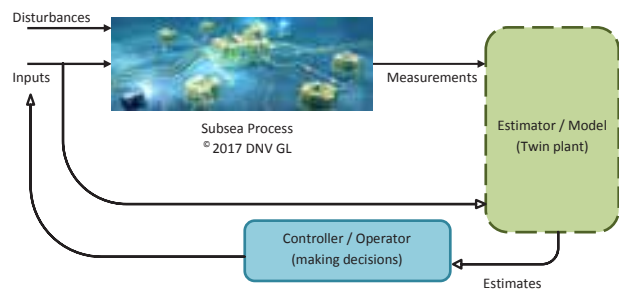 Disturbances
Inputs
Measurements
Subsea Process
© 2017 DNV GL
Estimator / Model
(Twin plant)
Controller / Operator
(making decisions)
Estimates